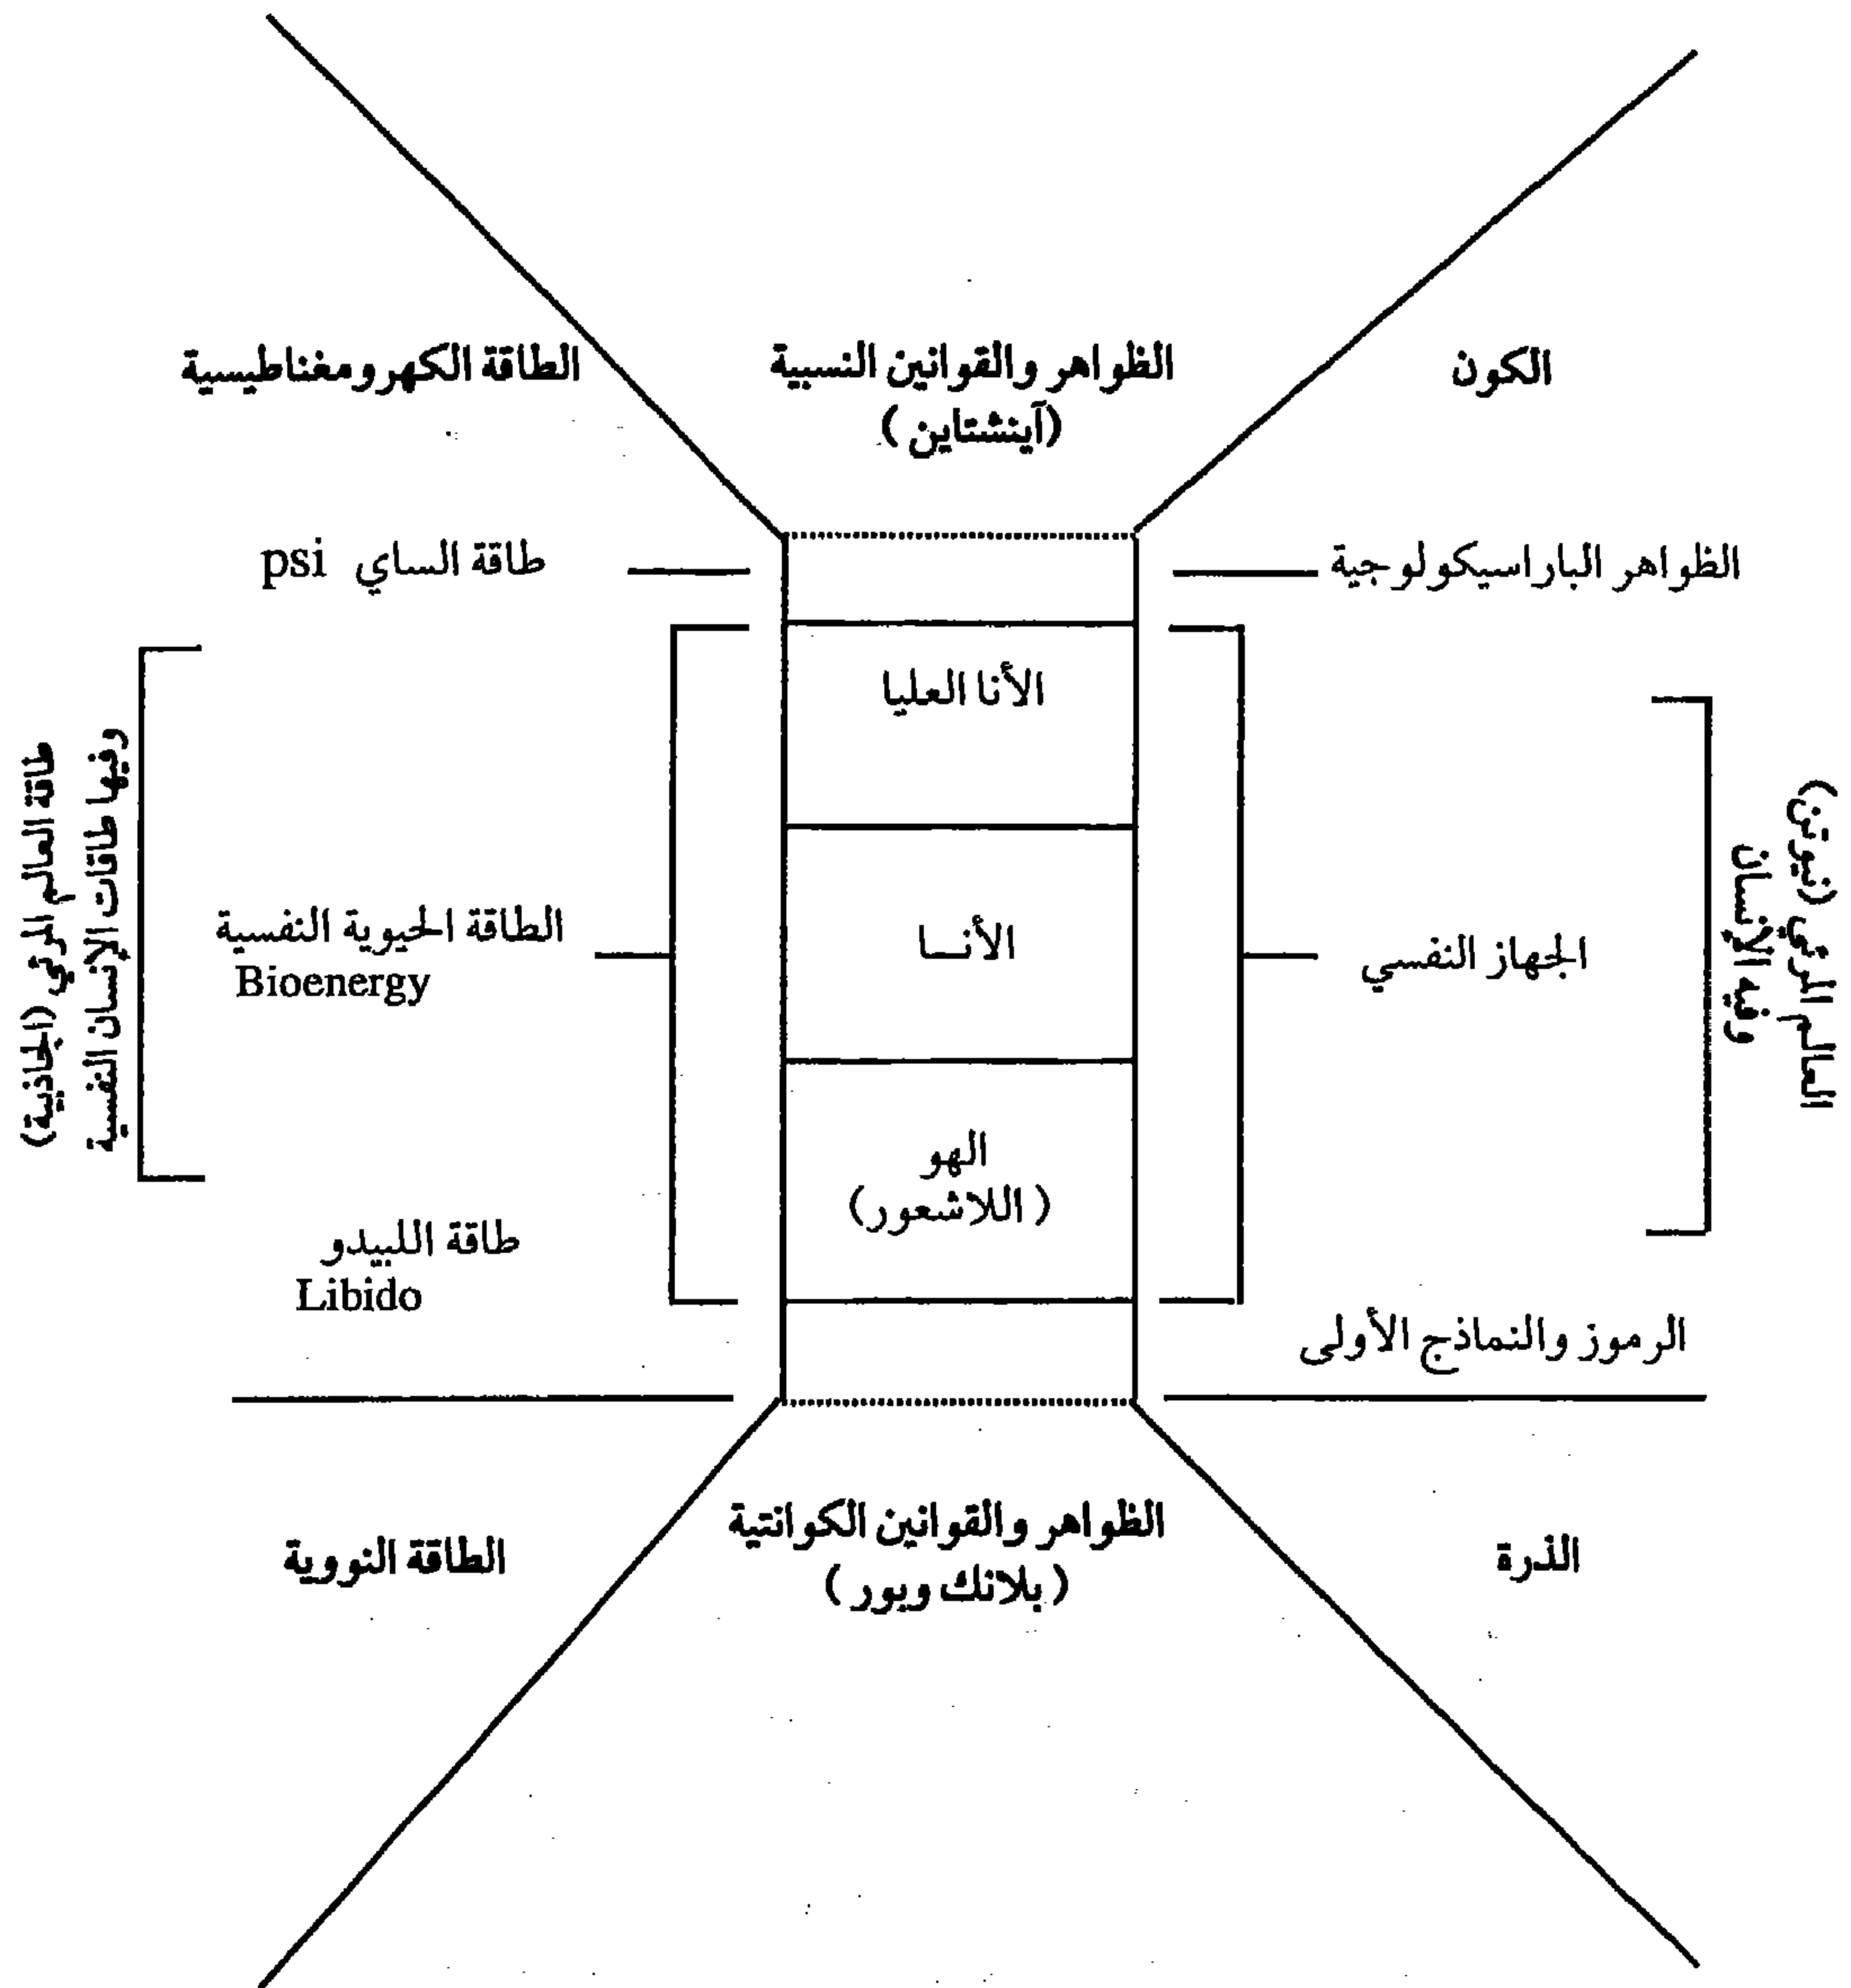 الكون
الظواهر والقوانين النسبية
(آينشتاين)
الطاقة الكهرومغناطيسية
الظواهر الباراسيكولوجية
طاقة الساي psi
الأنا العليا
العالم المرئي (نيوتن)
وفيه الإنسان
الجهاز النفسي
الأنا
الطاقة الحيوية النفسية
Bioenergy
طاقة العالم المرئي (الجاذبية)
وفيها طاقات الإنسان النفسية
الهو
(اللاشعور)
طاقة اللبيدو
Libido
الرموز والنماذج الأولى
الذرة
الظواهر والقوانين الكوانتية
(بلانك وبور)
الطاقة النووية